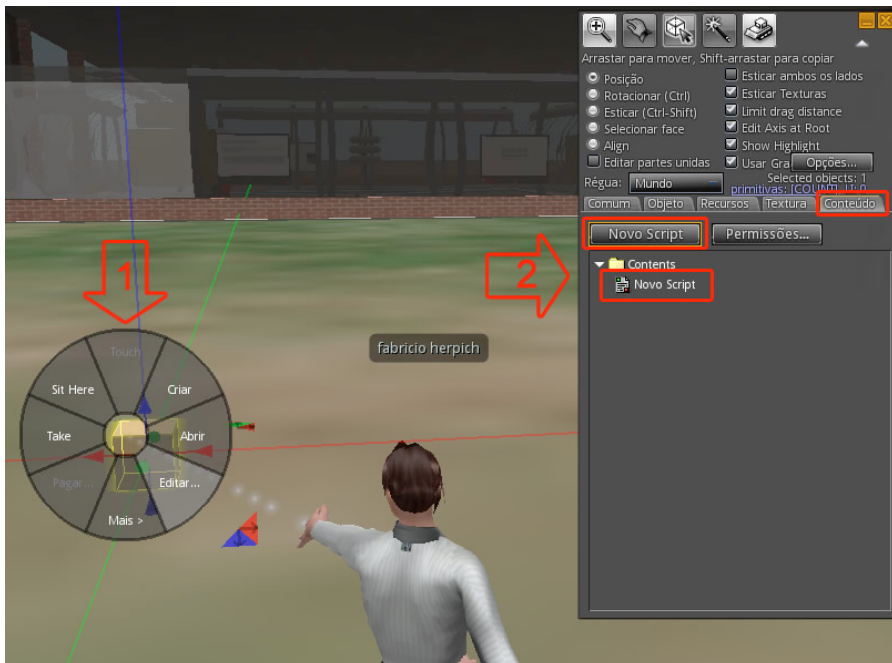 Arrastar para mover, Shift-arrastar para copiar
Posição
Esticar ambos os lados
Rotacionar (Ctrl)
Esticar Texturas
Esticar (Ctrl-Shift)
Limit drag distance
Selecionar face
Edit Axis at Root
Align
Show Highlight
Editar partes unidas
Usar Gra
Opções...
Selected objects: 1
Régua: Mundo
primitivas: [COUNT],
Comum Objeto Recursos Textura Conteúdo
Novo Script Permissões...
Contents
Novo Script
1
2
Touch
Sit Here
Criar
Take
Abrir
Pagar...
Editar...
Mais >
fabricio herpich